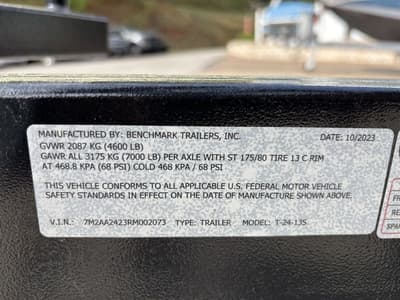 MANUFACTURED BY: BENCHMARK TRAILERS, INC. DATE: 10/2023
GVWR 2087 KG (4600 LB)
GAWR ALL 3175 KG (7000 LB) PER AXLE WITH ST 175/80 TIRE 13 C RIM
AT 468.8 KPA (68 PSI) COLD 468 KPA / 68 PSI
THIS VEHICLE CONFORMS TO ALL APPLICABLE U.S. FEDERAL MOTOR VEHICLE
SAFETY STANDARDS IN EFFECT ON THE DATE OF MANUFACTURE SHOWN ABOVE.
V.I.N.: 7M2AA2423RM002073 TYPE: TRAILER MODEL: T-24-13S